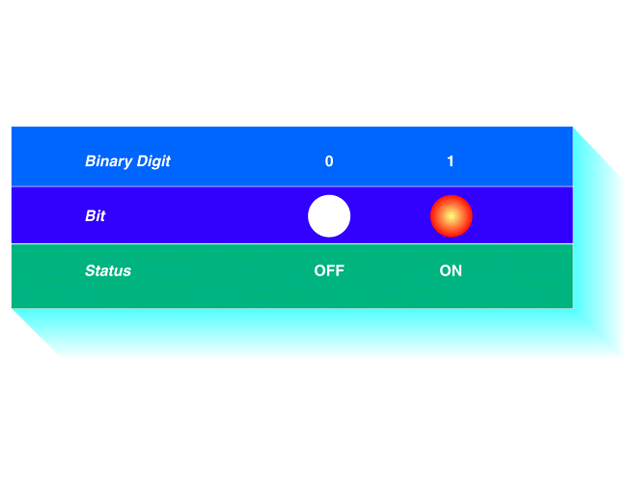 Binary Digit 0 1
Bit
Status OFF ON